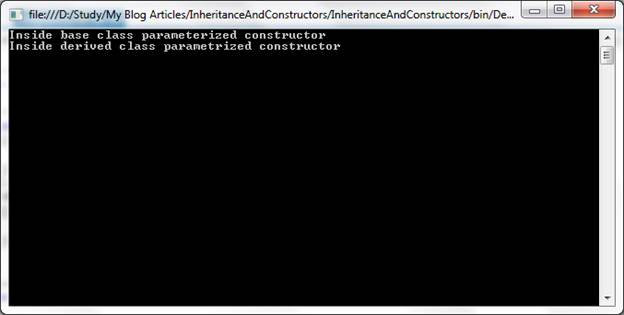 file:///D:/Study/My Blog Articles/InheritanceAndConstructors/InheritanceAndConstructors/bin/De...
Inside base class parameterized constructor
Inside derived class parametrized constructor